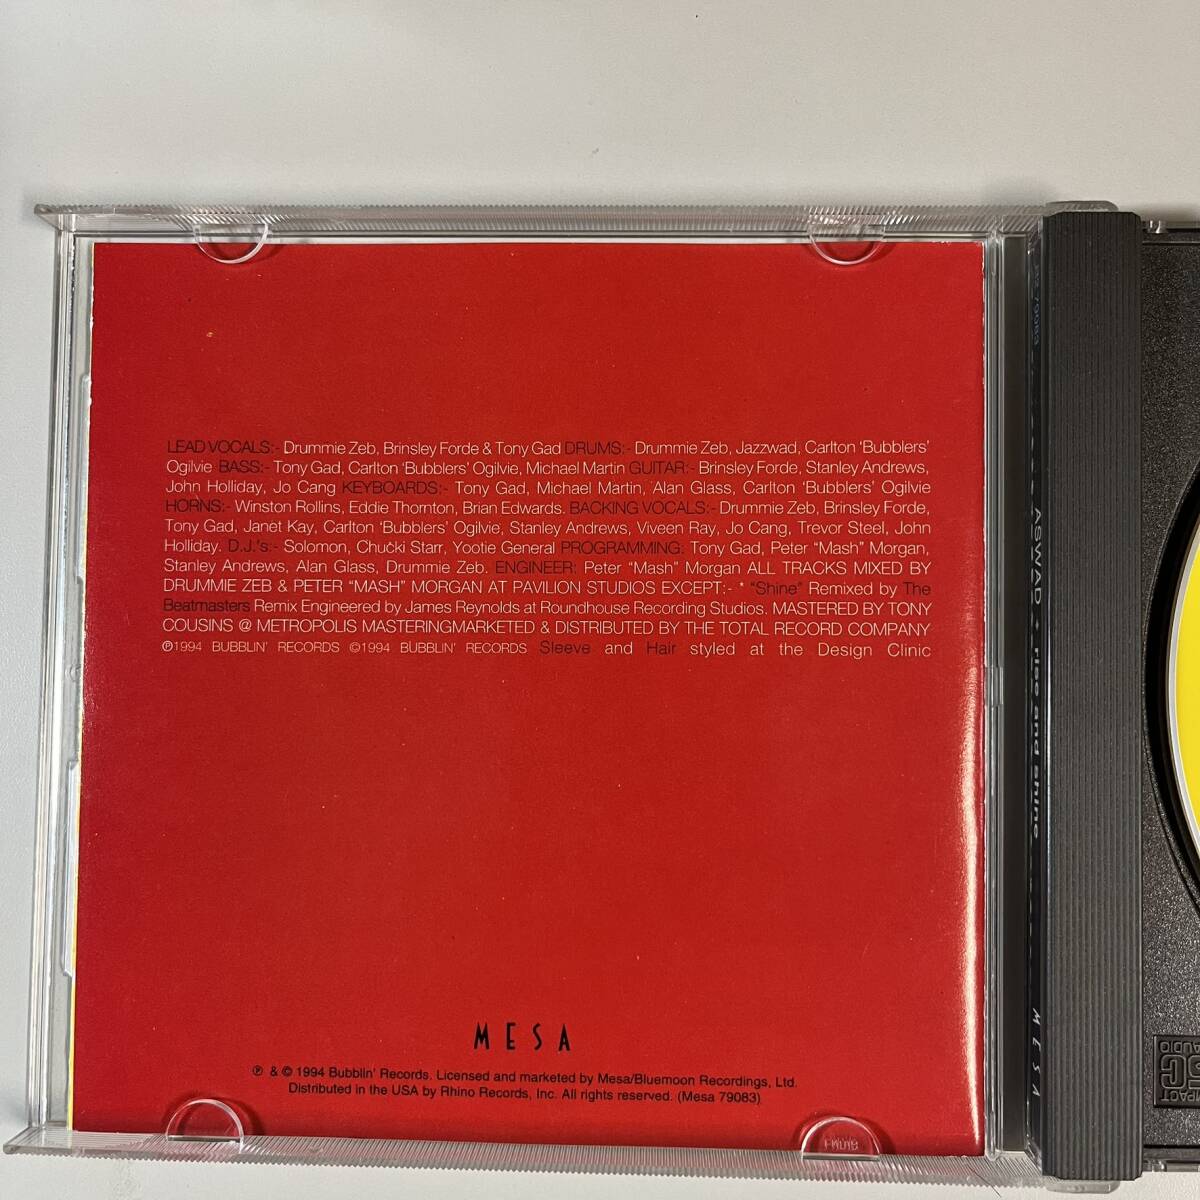 LEAD VOCALS:- Drummie Zeb, Brinsley Forde & Tony Gad DRUMS:- Drummie Zeb, Jazzwad, Carlton 'Bubblers'
Ogilvie BASS:- Tony Gad, Carlton 'Bubblers' Ogilvie, Michael Martin GUITAR:- Brinsley Forde, Stanley Andrews,
John Holliday, Jo Cang KEYBOARDS:- Tony Gad, Michael Martin, Alan Glass, Carlton 'Bubblers' Ogilvie
HORNS:- Winston Rollins, Eddie Thornton, Brian Edwards. BACKING VOCALS:- Drummie Zeb, Brinsley Forde,
Tony Gad, Janet Kay, Carlton 'Bubblers' Ogilvie, Stanley Andrews, Viveen Ray, Jo Cang, Trevor Steel, John
Holliday. D.J.'s:- Solomon, Chucki Starr, Yootie General PROGRAMMING: Tony Gad, Peter "Mash" Morgan,
Stanley Andrews, Alan Glass, Drummie Zeb. ENGINEER: Peter "Mash" Morgan ALL TRACKS MIXED BY
DRUMMIE ZEB & PETER "MASH" MORGAN AT PAVILION STUDIOS EXCEPT:- * "Shine" Remixed by The
Beatmasters Remix Engineered by James Reynolds at Roundhouse Recording Studios. MASTERED BY TONY
COUSINS @ METROPOLIS MASTERINGMARKETED & DISTRIBUTED BY THE TOTAL RECORD COMPANY
℗1994 BUBBLIN' RECORDS ©1994 BUBBLIN' RECORDS Sleeve and Hair styled at the Design Clinic
MESA
℗ & © 1994 Bubblin' Records. Licensed and marketed by Mesa/Bluemoon Recordings, Ltd.
Distributed in the USA by Rhino Records, Inc. All rights reserved. (Mesa 79083)
ASWAD • rise and shine
MESA